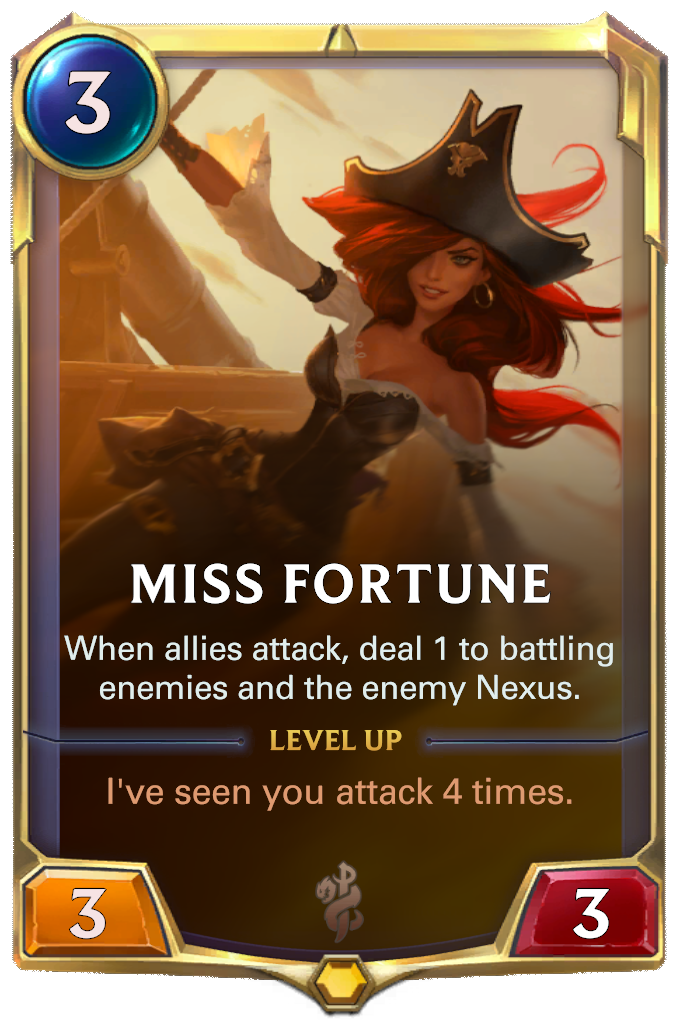 3
MISS FORTUNE
When allies attack, deal 1 to battling
enemies and the enemy Nexus.
LEVEL UP
I've seen you attack 4 times.
3
3